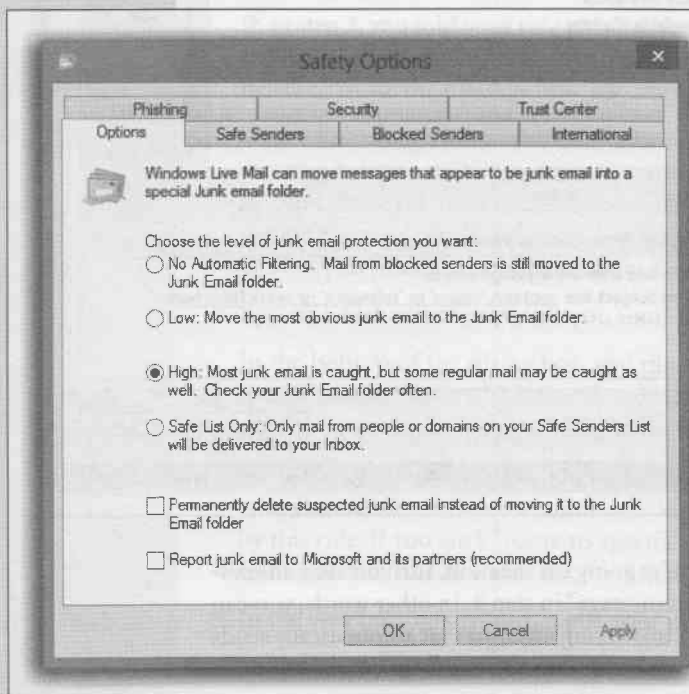 Safety Options
Phishing Security Trust Center
Options Safe Senders Blocked Senders International
Windows Live Mail can move messages that appear to be junk email into a
special Junk email folder.
Choose the level of junk email protection you want:
No Automatic Filtering. Mail from blocked senders is still moved to the
Junk Email folder.
Low: Move the most obvious junk email to the Junk Email folder.
High: Most junk email is caught, but some regular mail may be caught as
well. Check your Junk Email folder often.
Safe List Only: Only mail from people or domains on your Safe Senders List
will be delivered to your Inbox.
Permanently delete suspected junk email instead of moving it to the Junk
Email folder
Report junk email to Microsoft and its partners (recommended)
OK Cancel Apply